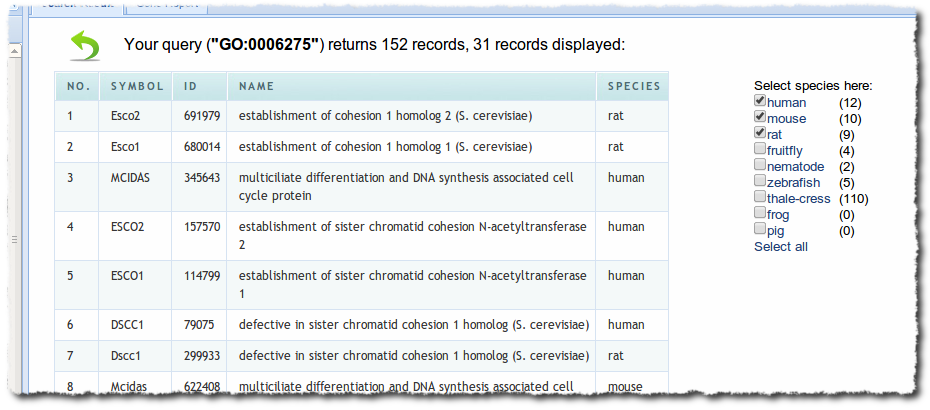 Your query ("GO:0006275") returns 152 records, 31 records displayed:
NO. SYMBOL ID NAME SPECIES
1 Esco2 691979 establishment of cohesion 1 homolog 2 (S. cerevisiae) rat
2 Esco1 680014 establishment of cohesion 1 homolog 1 (S. cerevisiae) rat
3 MCIDAS 345643 multiciliate differentiation and DNA synthesis associated cell human
cycle protein
4 ESCO2 157570 establishment of sister chromatid cohesion N-acetyltransferase human
2
5 ESCO1 114799 establishment of sister chromatid cohesion N-acetyltransferase human
1
6 DSCC1 79075 defective in sister chromatid cohesion 1 homolog (S. cerevisiae) human
7 Dscc1 299933 defective in sister chromatid cohesion 1 homolog (S. cerevisiae) rat
8 Mcidas 622408 multiciliate differentiation and DNA synthesis associated cell mouse
Select species here:
human (12)
mouse (10)
rat (9)
fruitfly (4)
nematode (2)
zebrafish (5)
thale-cress (110)
frog (0)
pig (0)
Select all